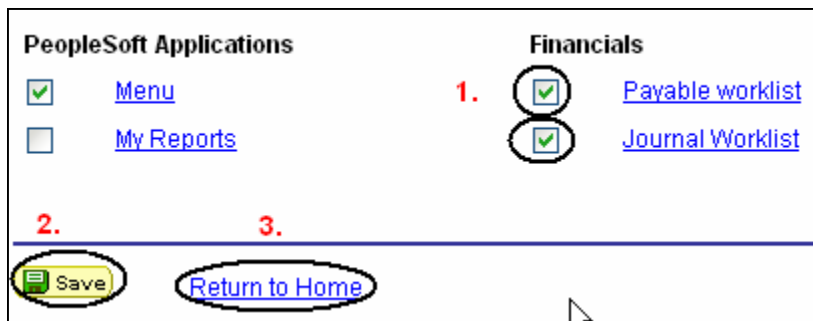 PeopleSoft Applications Financials
Menu 1. Payable worklist
My Reports Journal Worklist
2. 3.
Save Return to Home